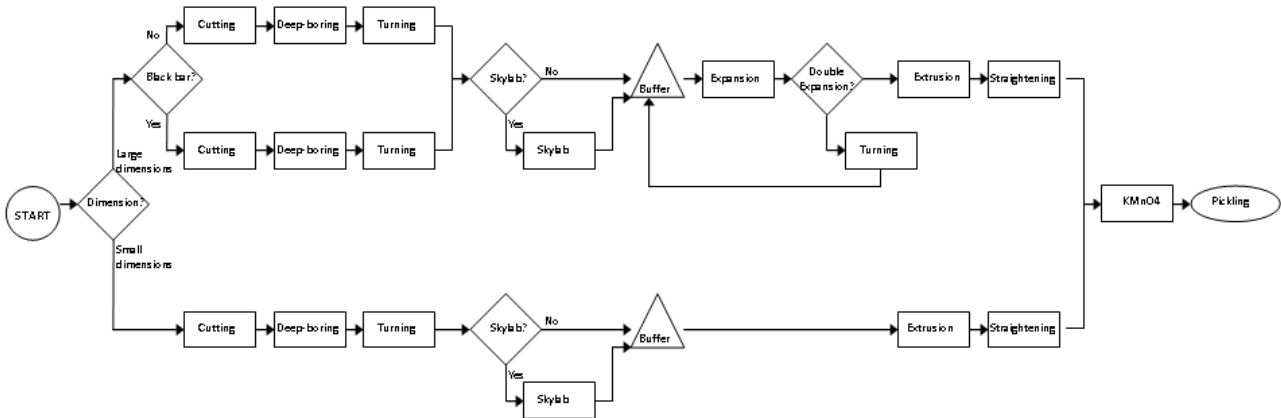 No
Cutting
Deep-boring
Turning
Black bar?
Yes
Cutting
Deep-boring
Turning
Skylab?
No
Yes
Skylab
Buffer
Expansion
Double
Expansion?
Turning
Extrusion
Straightening
Large
dimensions
START
Dimension?
Small
dimensions
KMnO4
Pickling
Cutting
Deep-boring
Turning
Skylab?
No
Yes
Skylab
Buffer
Extrusion
Straightening